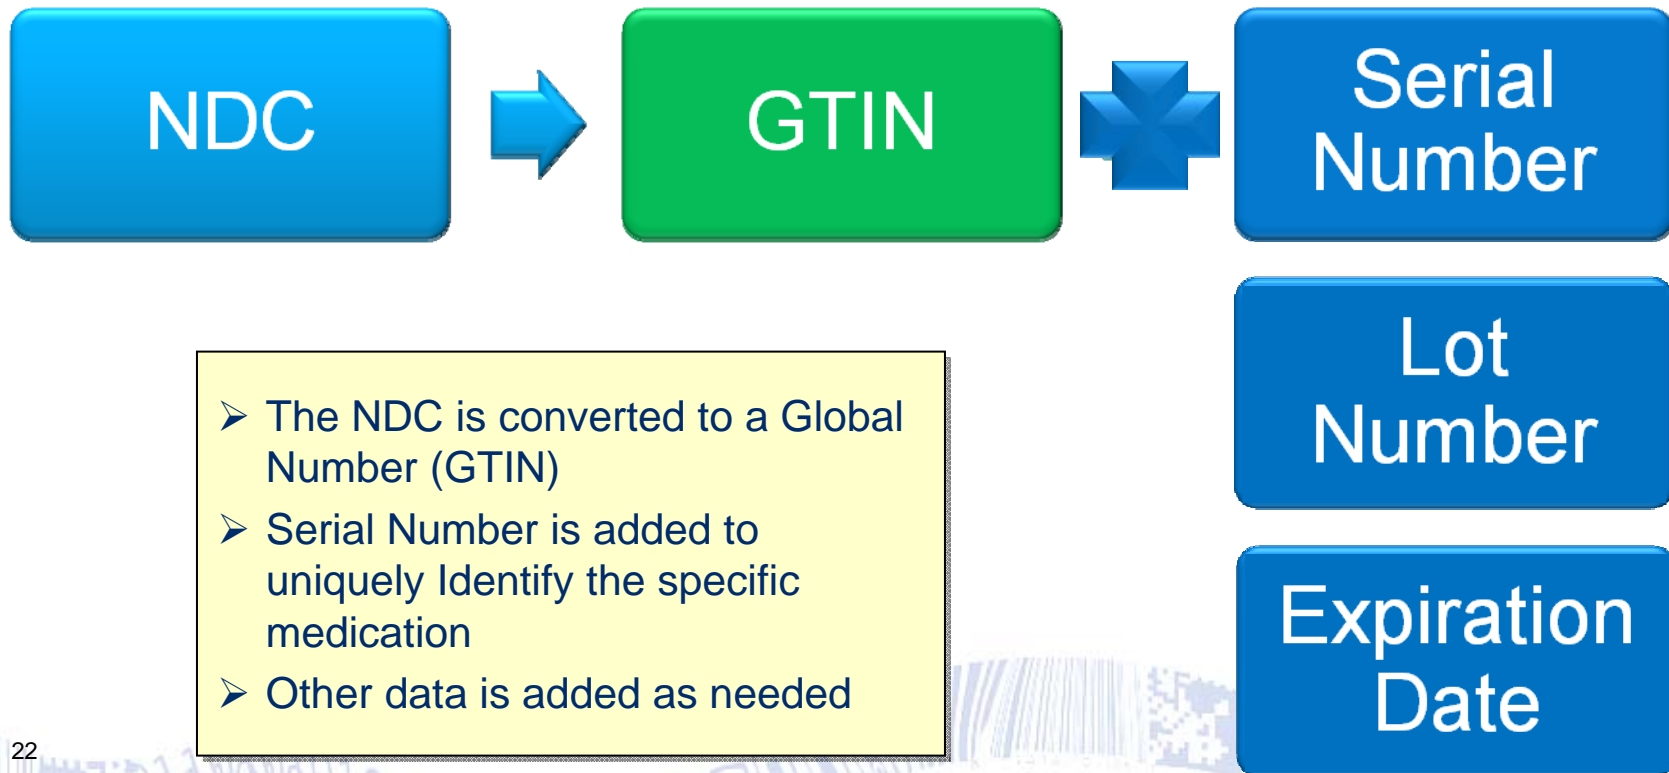 NDC
GTIN
Serial
Number
Lot
Number
Expiration
Date
➢ The NDC is converted to a Global
Number (GTIN)
➢ Serial Number is added to
uniquely Identify the specific
medication
➢ Other data is added as needed
22